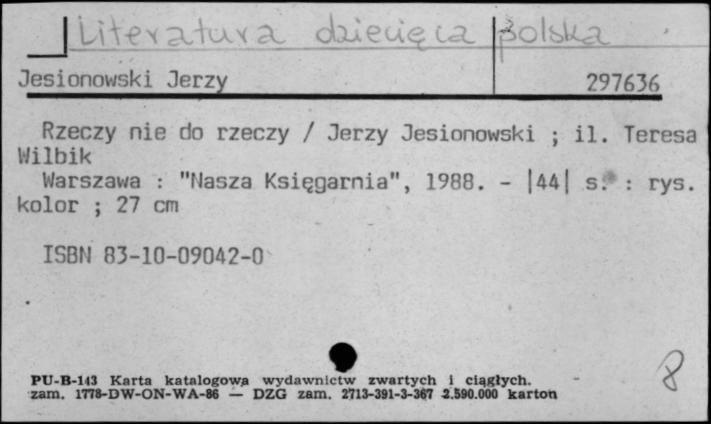 Literatura dziecięca polska
Jesionowski Jerzy 297636
Rzeczy nie do rzeczy / Jerzy Jesionowski ; il. Teresa
Wilbik
Warszawa : "Nasza Księgarnia", 1988. - |44| s. : rys.
kolor ; 27 cm
ISBN 83-10-09042-0
8
PU-B-143 Karta katalogowa wydawnictw zwartych i ciągłych.
zam. 1778-DW-ON-WA-86 — DZG zam. 2713-391-3-367 2.590.000 karton